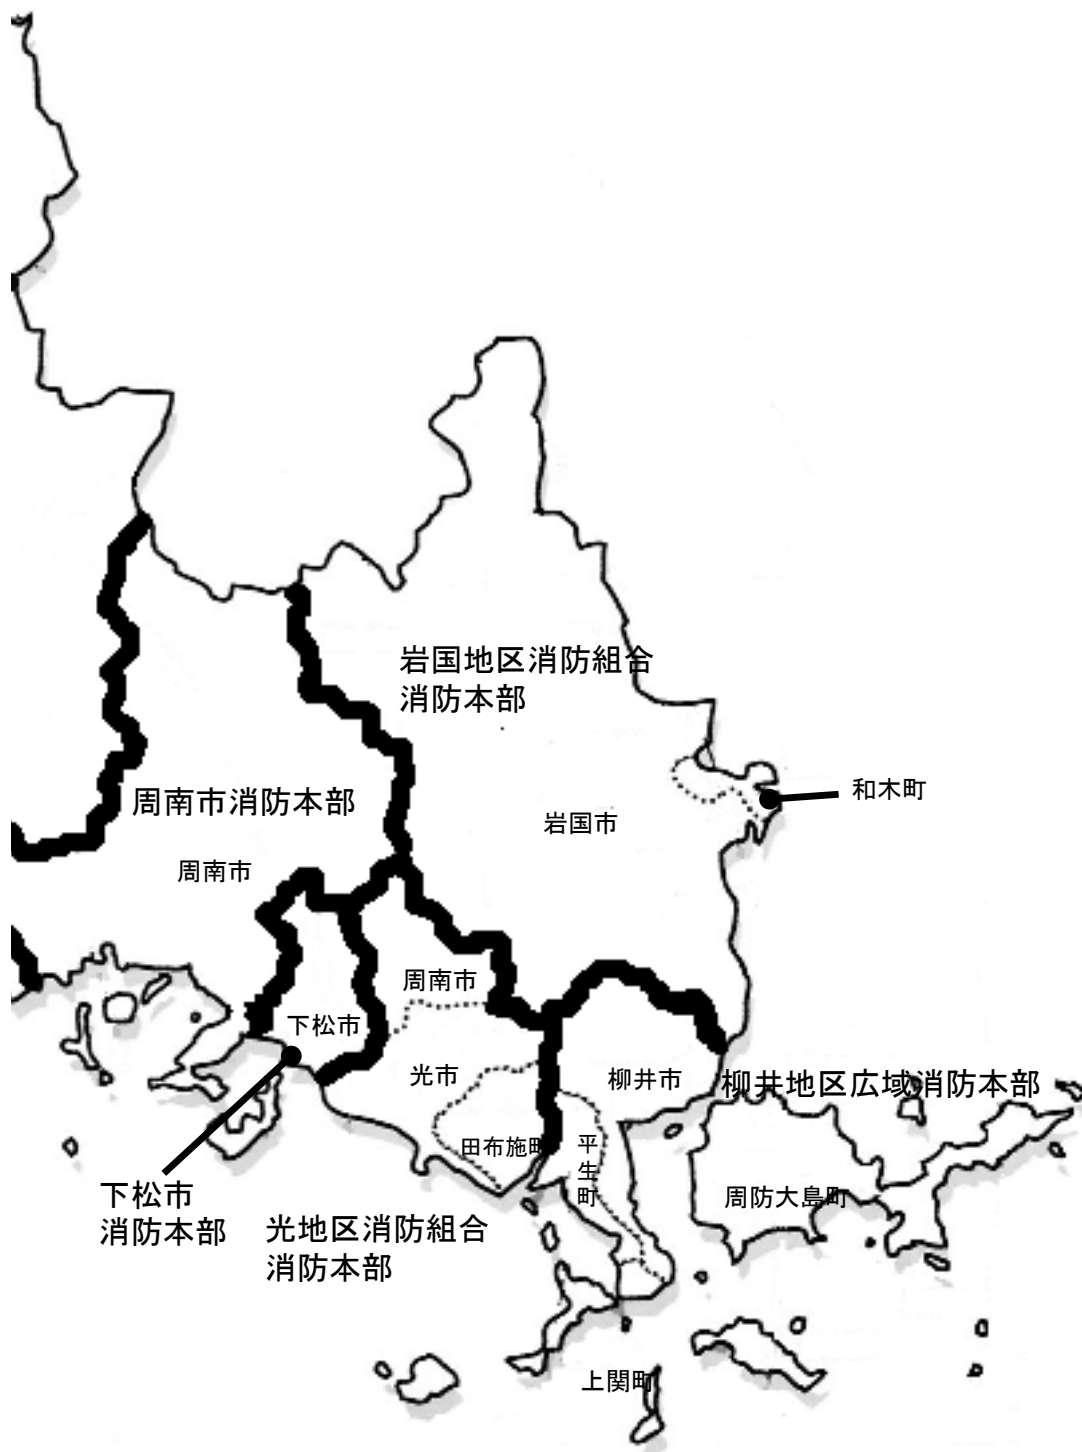 岩国地区消防組合
消防本部
和木町
周南市消防本部
岩国市
周南市
周南市
下松市
光市
柳井市
柳井地区広域消防本部
田布施町
平生町
周防大島町
下松市
消防本部
光地区消防組合
消防本部
上関町